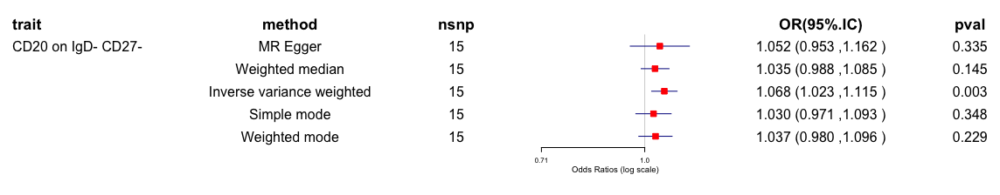 trait method nsnp OR(95%.IC) pval
CD20 on IgD- CD27- MR Egger 15 1.052 (0.953 ,1.162 ) 0.335
Weighted median 15 1.035 (0.988 ,1.085 ) 0.145
Inverse variance weighted 15 1.068 (1.023 ,1.115 ) 0.003
Simple mode 15 1.030 (0.971 ,1.093 ) 0.348
Weighted mode 15 1.037 (0.980 ,1.096 ) 0.229
0.71 1.0
Odds Ratios (log scale)